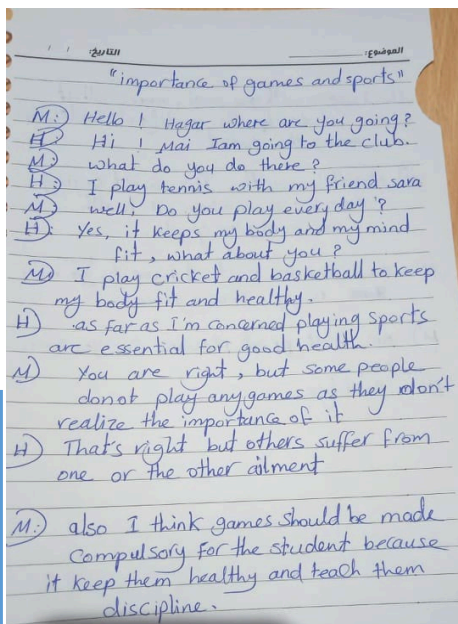 التاريخ: / /
الموضوع:
"importance of games and sports"
M: Hello! Hagar where are you going?
H: Hi! Mai Iam going to the club.
M: what do you do there?
H: I play tennis with my friend sara
M: well, Do you play every day?
H: Yes, it keeps my body and my mind
fit, what about you?
M: I play cricket and basketball to keep
my body fit and healthy.
H) as far as I'm concerned playing sports
are essential for good health.
M) You are right, but some people
donot play any games as they don't
realize the importance of it
H) That's right but others suffer from
one or the other ailment
M: also I think games should be made
Compulsory for the student because
it keep them healthy and teach them
discipline.